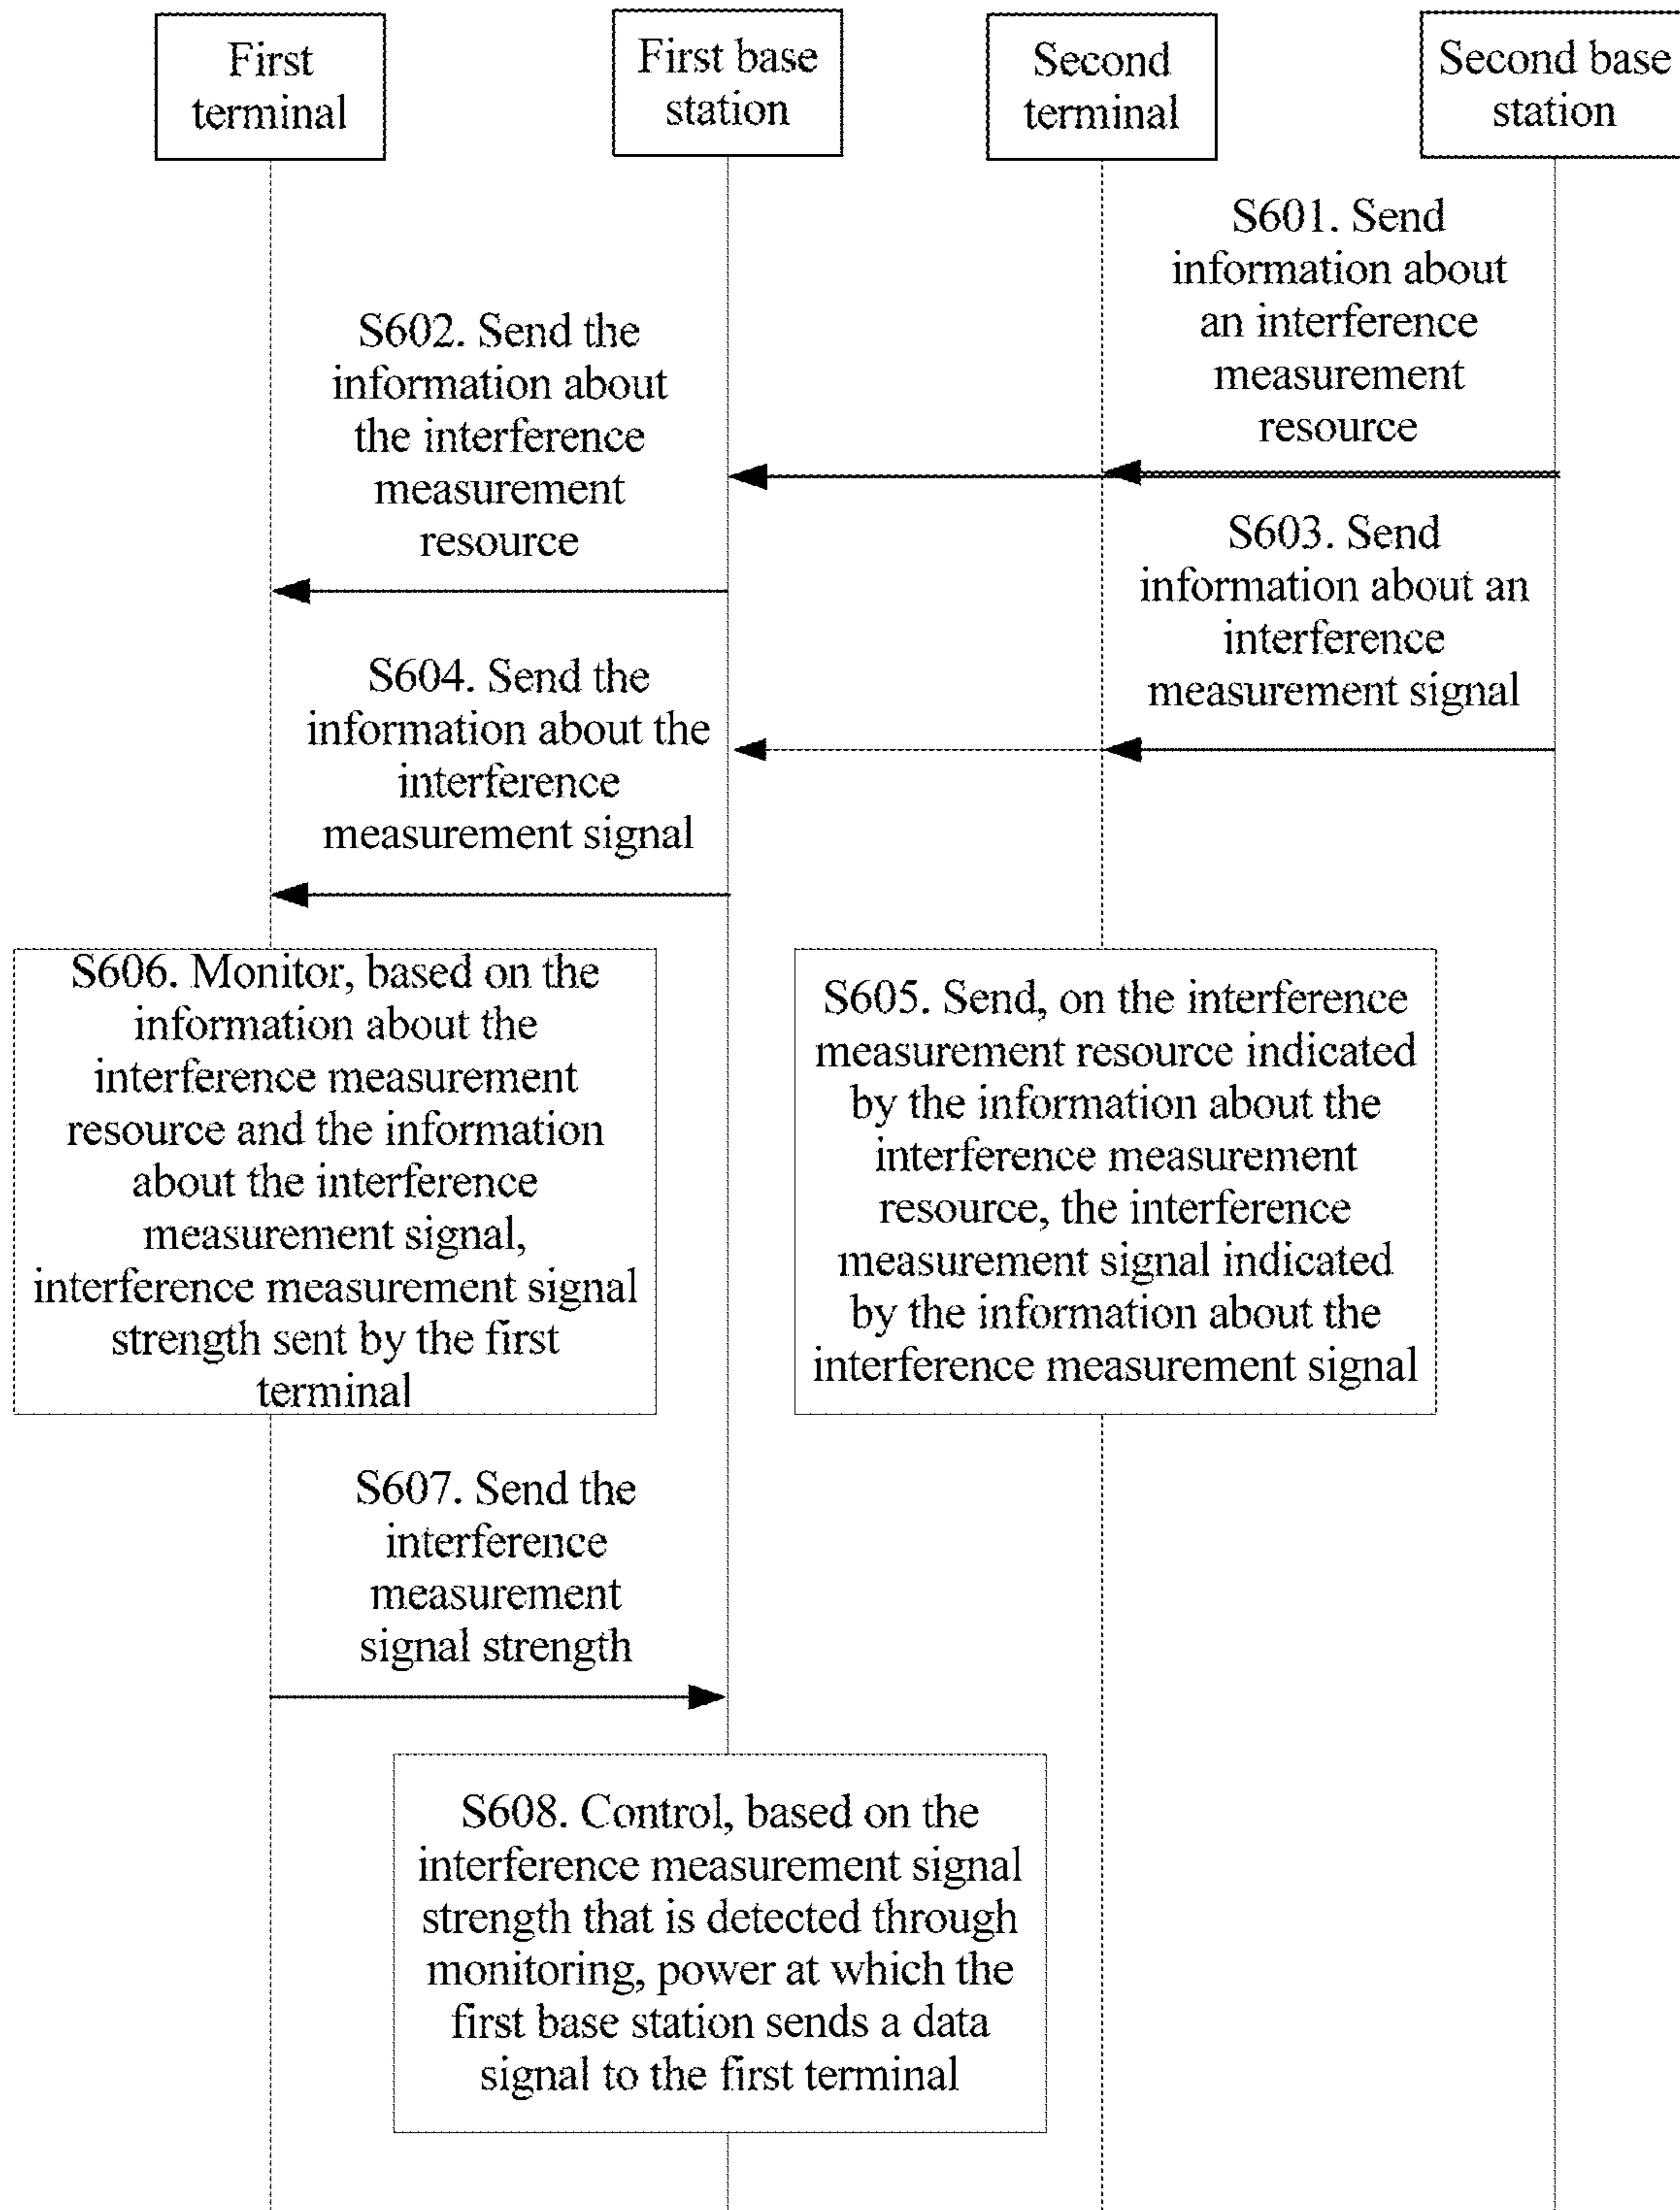 First
terminal
First base
station
Second
terminal
Second base
station
S601. Send
information about
an interference
measurement
resource
S602. Send the
information about
the interference
measurement
resource
S603. Send
information about an
interference
measurement signal
S604. Send the
information about the
interference
measurement signal
S606. Monitor, based on the
information about the
interference measurement
resource and the information
about the interference
measurement signal,
interference measurement signal
strength sent by the first
terminal
S605. Send, on the interference
measurement resource indicated
by the information about the
interference measurement
resource, the interference
measurement signal indicated
by the information about the
interference measurement signal
S607. Send the
interference
measurement
signal strength
S608. Control, based on the
interference measurement signal
strength that is detected through
monitoring, power at which the
first base station sends a data
signal to the first terminal